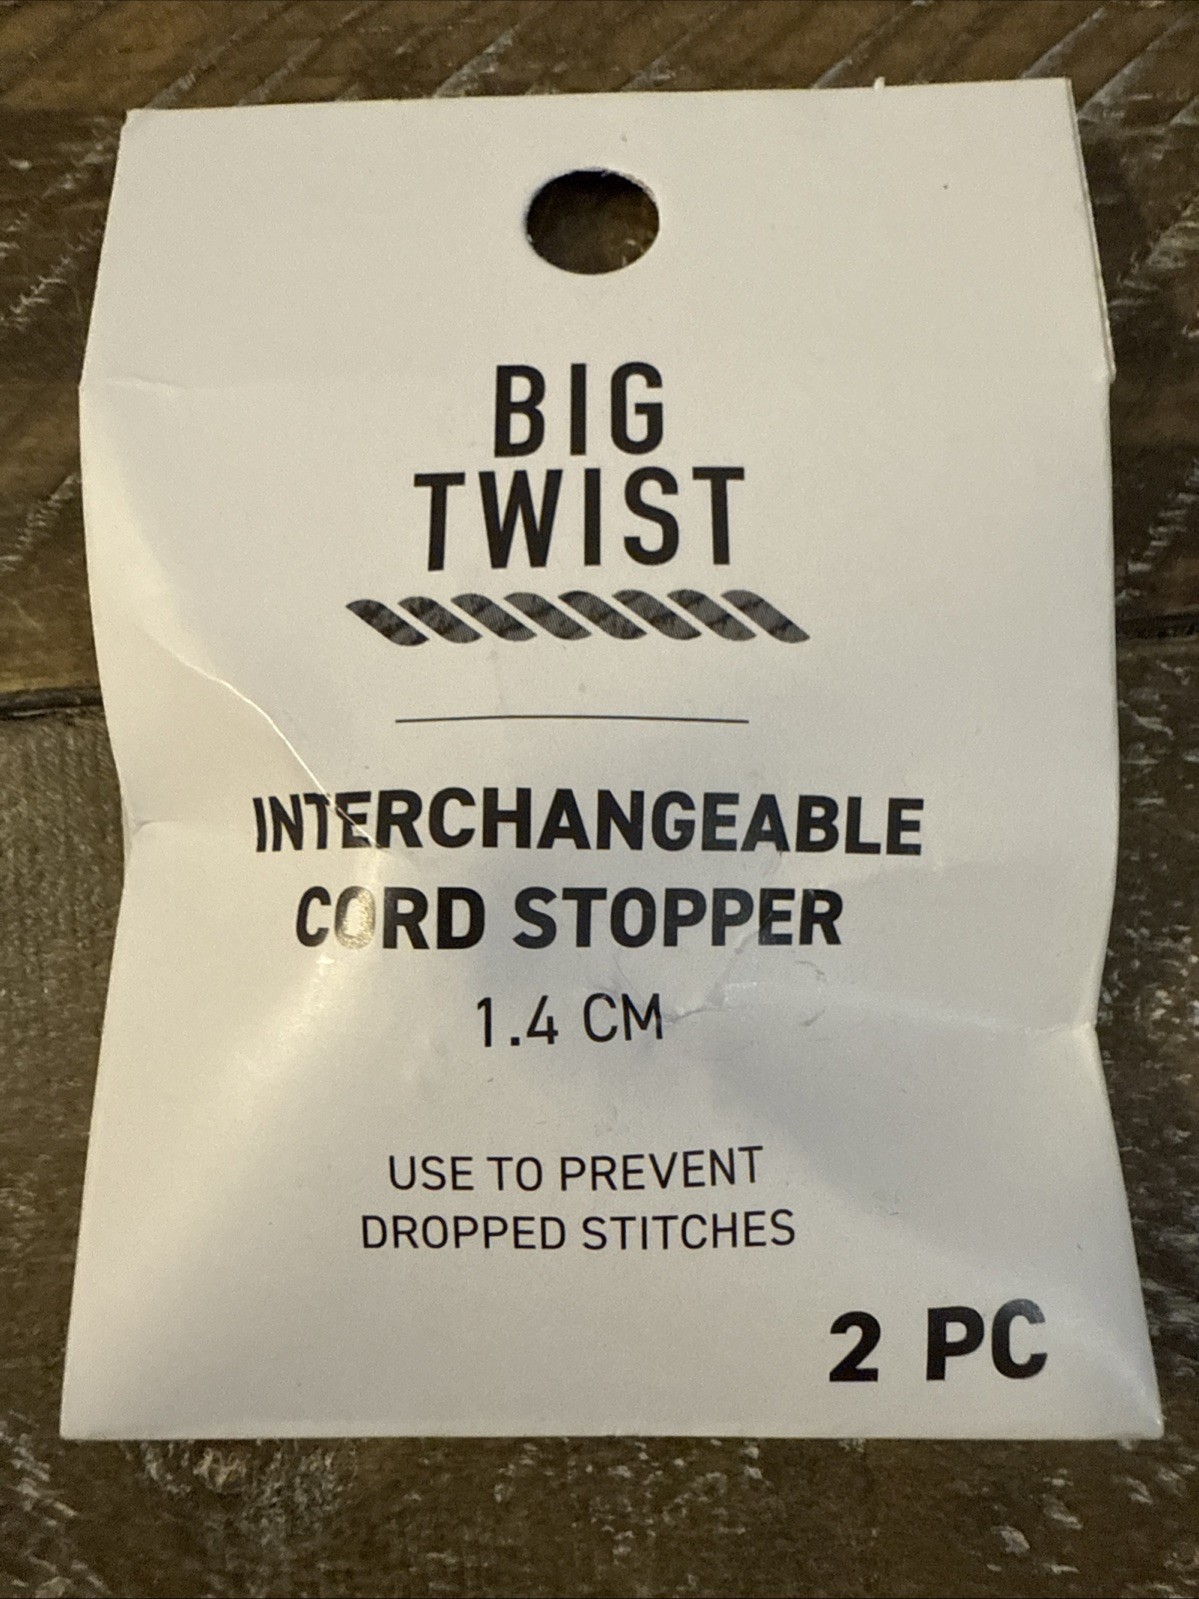 BIG
TWIST
INTERCHANGEABLE
CORD STOPPER
1.4 CM
USE TO PREVENT
DROPPED STITCHES
2 PC